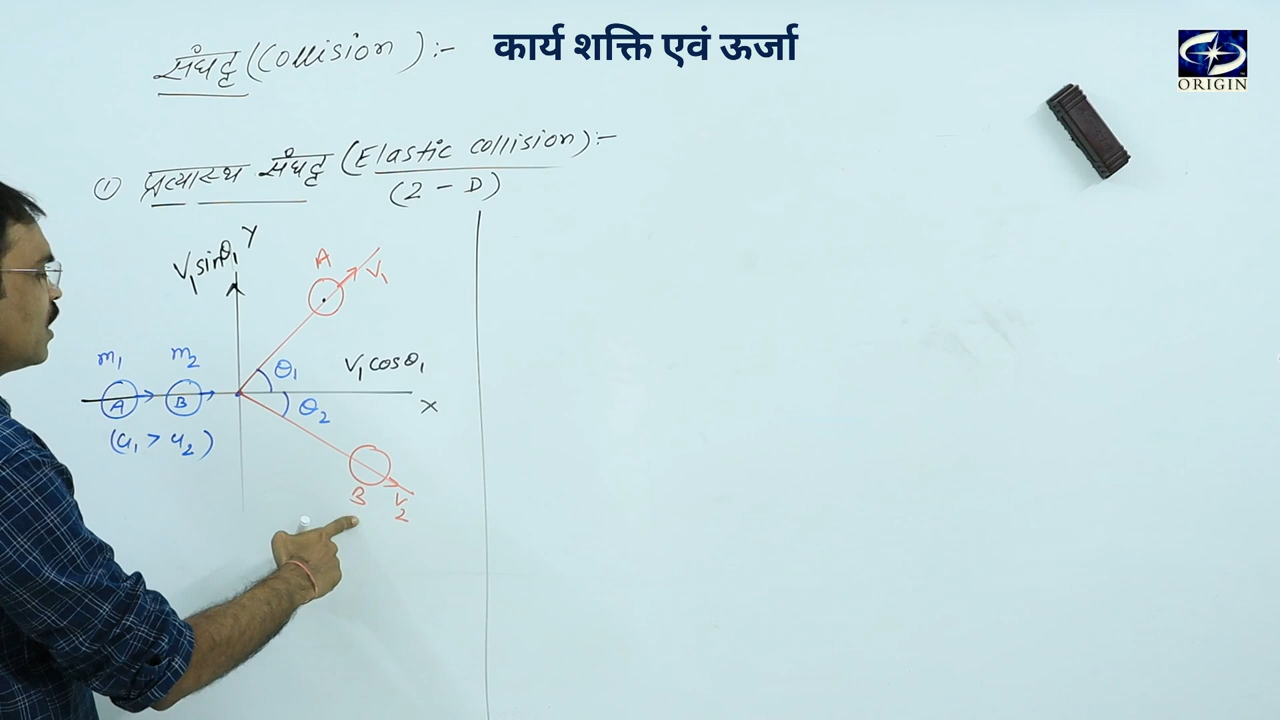 कार्य शक्ति एवं ऊर्जा
ORIGIN
संघट्ट (Collision) :-
① प्रत्यास्थ संघट्ट (Elastic collision) :-
(2 - D)
V₁sinθ₁ Y
A
V₁
m₁ m₂
θ₁ V₁cosθ₁
A B
θ₂ X
(u₁ > u₂)
B V₂